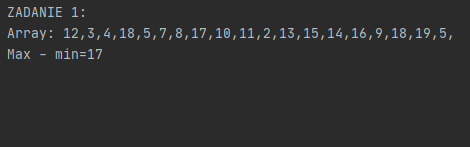 ZADANIE 1:
Array: 12,3,4,18,5,7,8,17,10,11,2,13,15,14,16,9,18,19,5,
Max - min=17